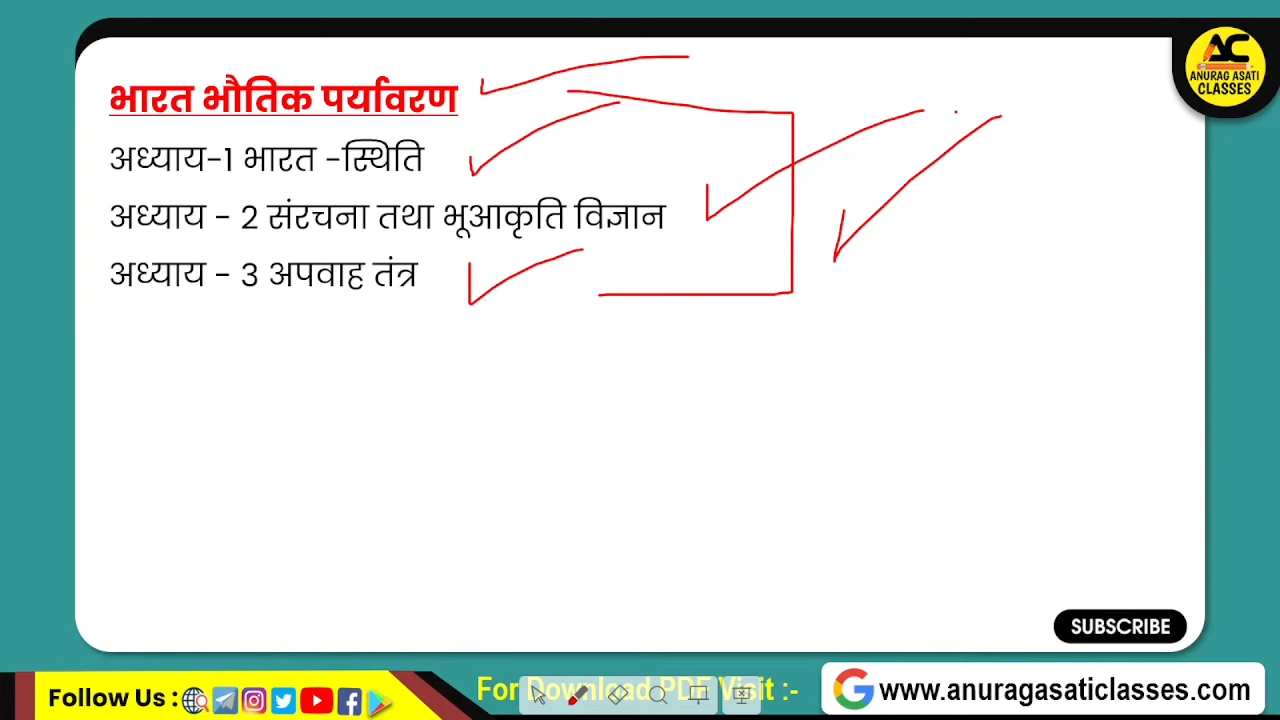 AC
ANURAG ASATI
CLASSES
भारत भौतिक पर्यावरण
अध्याय-1 भारत -स्थिति
अध्याय - 2 संरचना तथा भूआकृति विज्ञान
अध्याय - 3 अपवाह तंत्र
SUBSCRIBE
Follow Us :
For Download PDF Visit :-
www.anuragasaticlasses.com